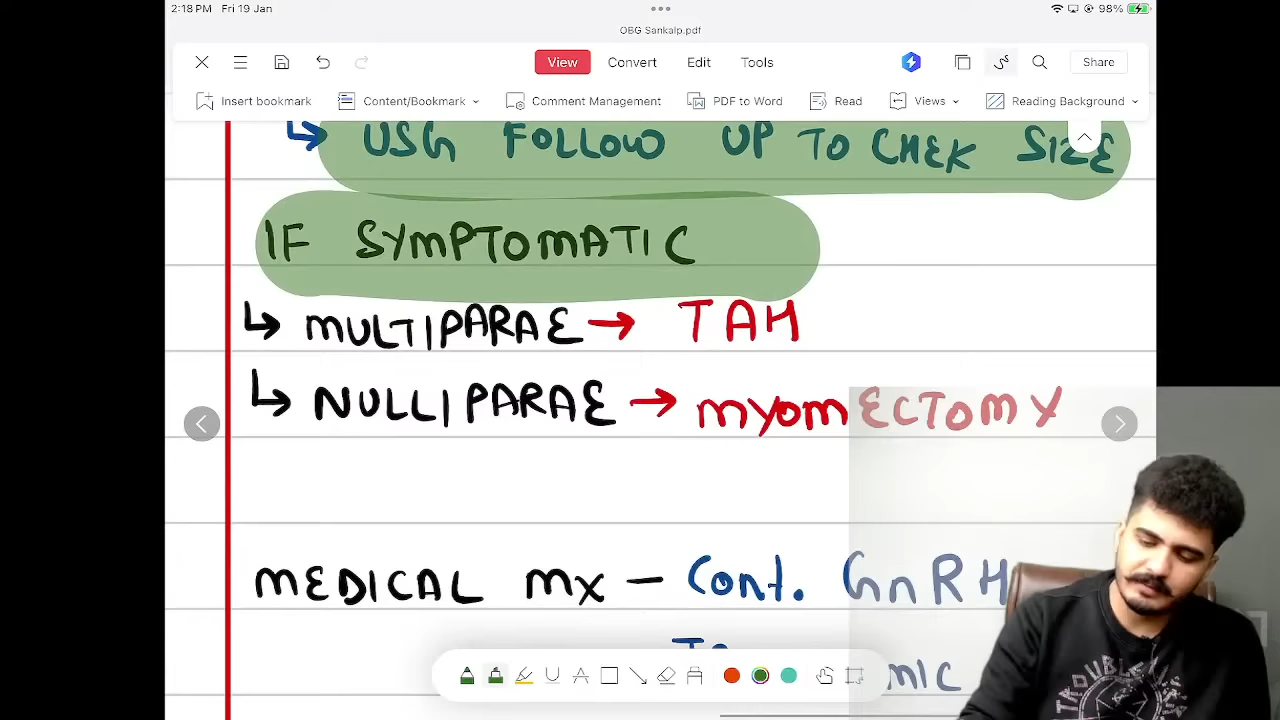 2:18 PM Fri 19 Jan
98%
OBG Sankalp.pdf
View Convert Edit Tools Share
Insert bookmark Content/Bookmark Comment Management PDF to Word Read Views Reading Background
USG FOLLOW UP TO CHEK SIZE
IF SYMPTOMATIC
↳ MULTIPARAE → TAH
↳ NULLIPARAE → MYOMECTOMY
MEDICAL MX – Cont. GnRH